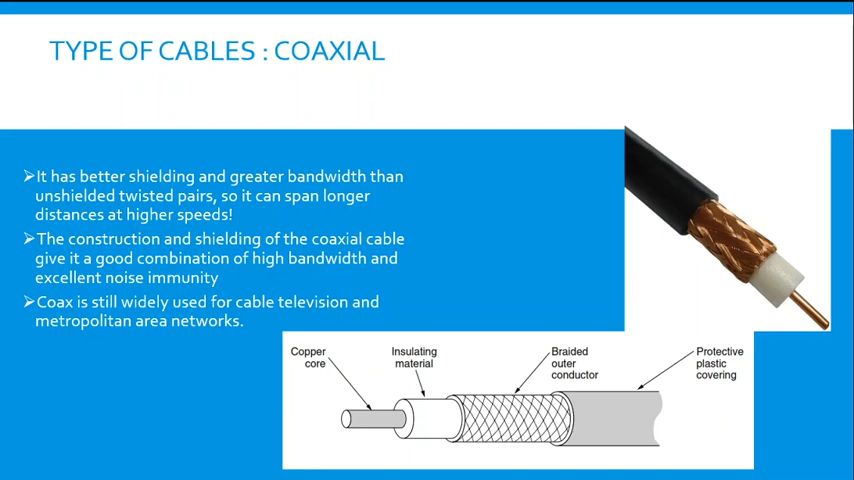 TYPE OF CABLES : COAXIAL
➢It has better shielding and greater bandwidth than
unshielded twisted pairs, so it can span longer
distances at higher speeds!
➢The construction and shielding of the coaxial cable
give it a good combination of high bandwidth and
excellent noise immunity
➢Coax is still widely used for cable television and
metropolitan area networks.
Copper
core
Insulating
material
Braided
outer
conductor
Protective
plastic
covering